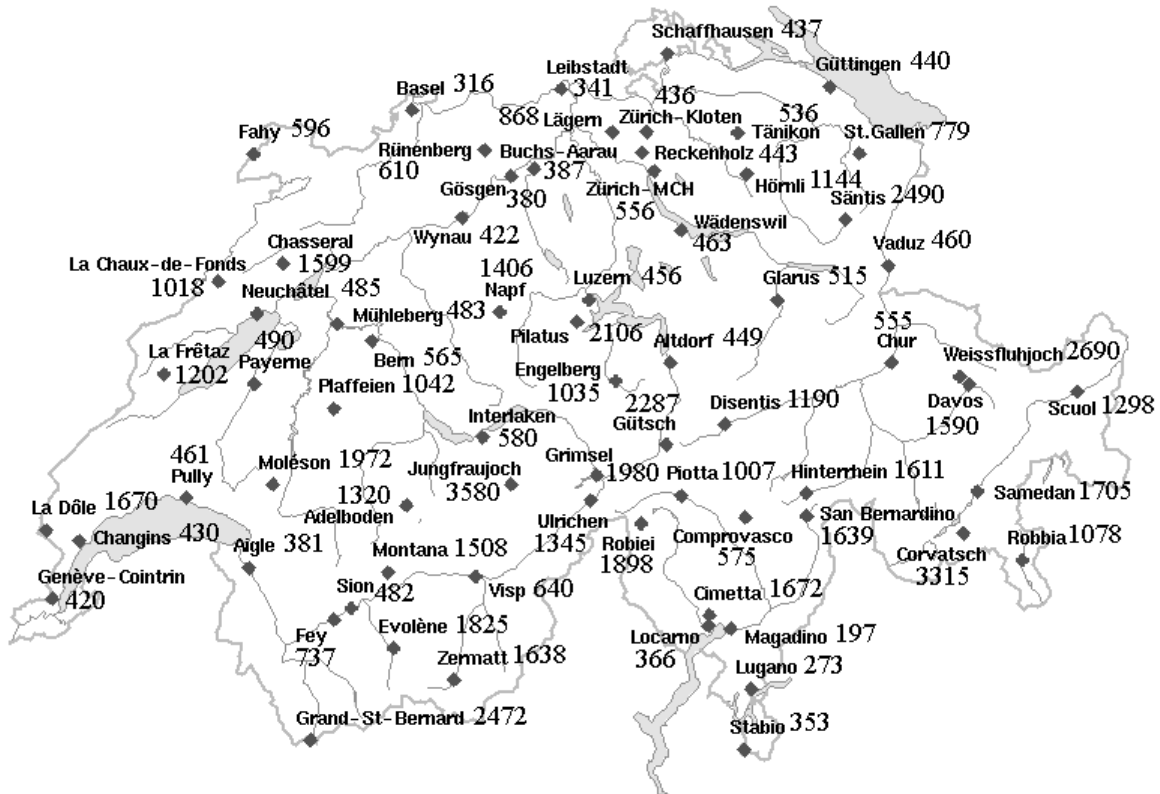 Schaffhausen 437
Güttingen 440
Leibstadt
341
Basel 316
436
536
868
Lägern
Zürich-Kloten
Tänikon
St.Gallen 779
Fahy 596
Rünenberg
610
Buchs-Aarau
387
Reckenholz 443
Hörnli 1144
Gösgen
380
Zürich-MCH
556
Säntis 2490
Wynau 422
Wädenswil
463
Vaduz 460
Chasseral
1599
La Chaux-de-Fonds
1018
1406
Napf
Luzern 456
Glarus 515
Neuchâtel 485
Mühleberg 483
Pilatus
2106
Altdorf 449
555
Chur
490
Payerne
La Frêtaz
1202
Bern 565
Weissfluhjoch 2690
Engelberg
1035
Plaffeien 1042
Davos
1590
Scuol 1298
2287
Gütsch
Disentis 1190
Interlaken
580
461
Pully
Moléson 1972
Jungfraujoch
3580
Grimsel
1980
Piotta 1007
Hinterrhein 1611
Samedan 1705
La Dôle 1670
1320
Adelboden
Ulrichen
1345
Robiei
1898
Comprovasco
575
San Bernardino
1639
Corvatsch
3315
Robbia 1078
Changins 430
Aigle 381
Montana 1508
Genève-Cointrin
420
Sion
482
Visp 640
Cimetta 1672
Fey
737
Evolène 1825
Locarno
366
Magadino 197
Zermatt 1638
Lugano 273
Grand-St-Bernard 2472
Stabio 353